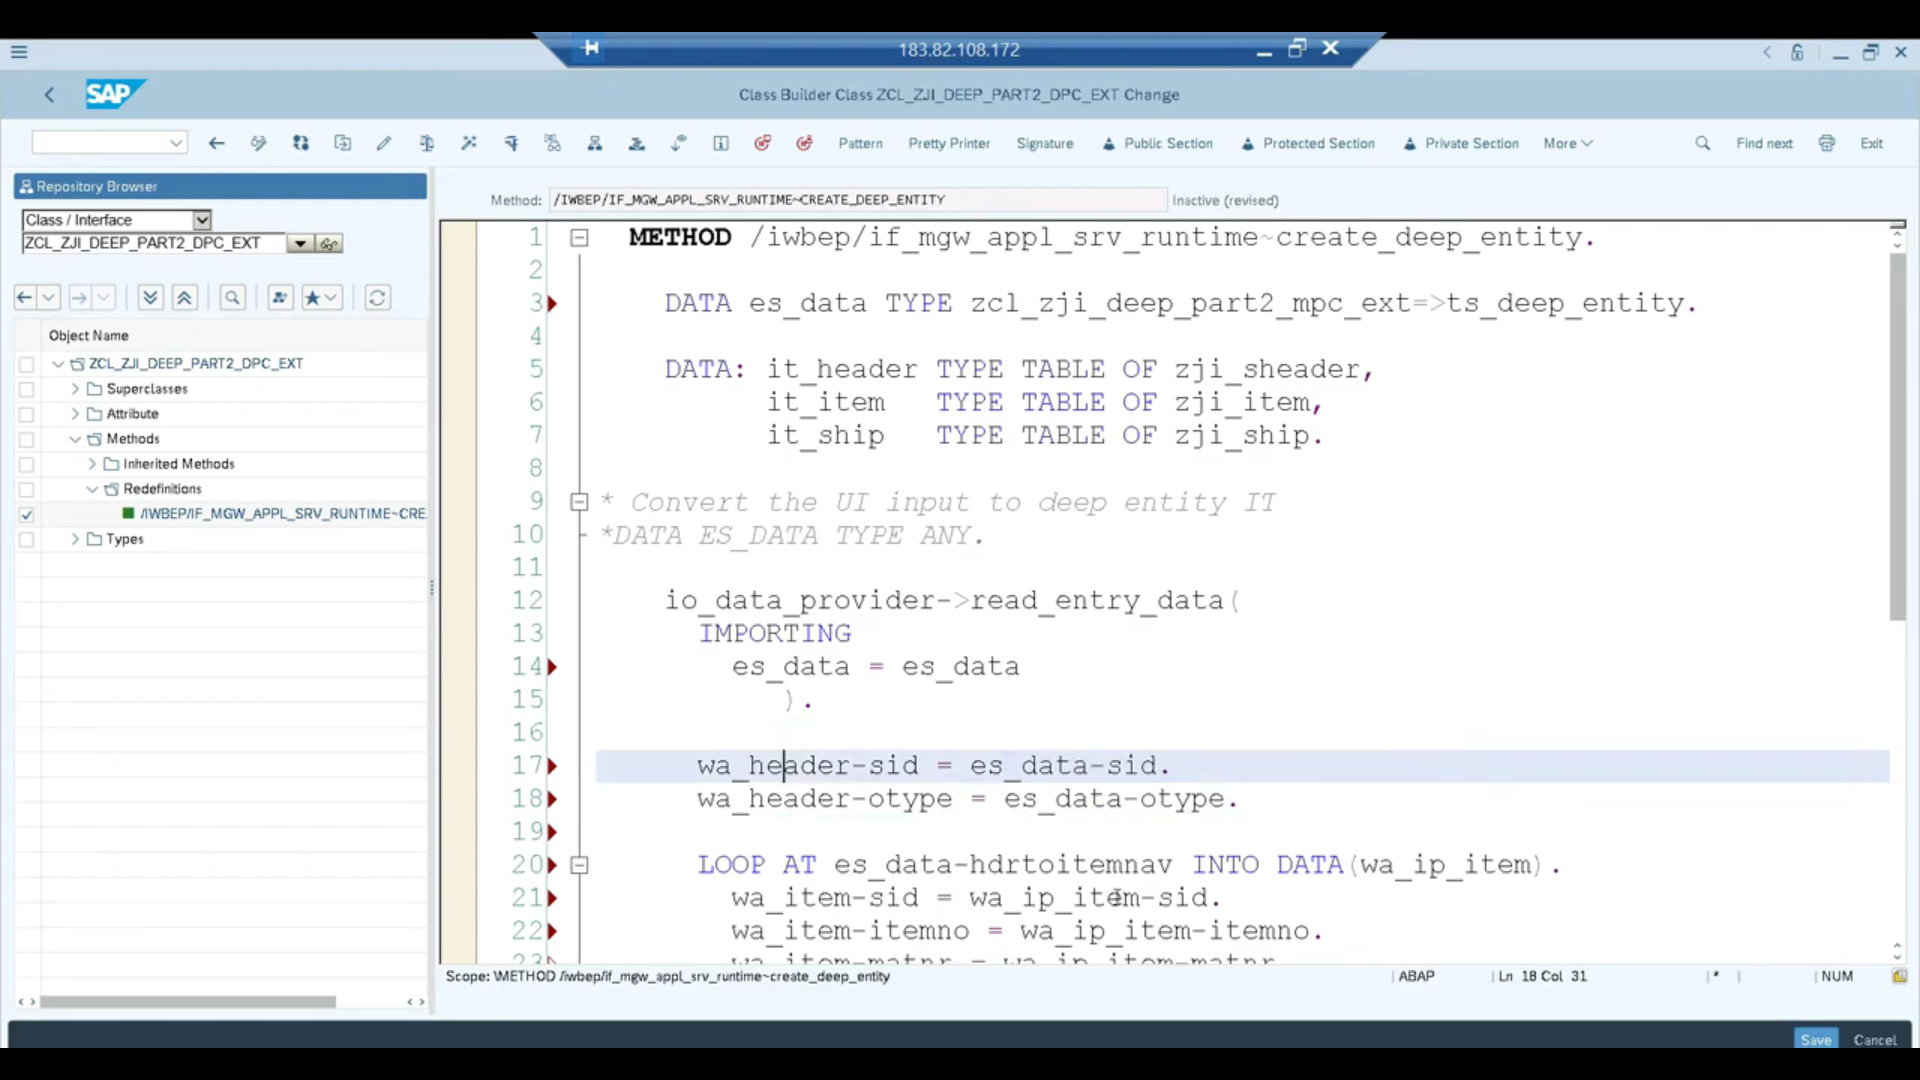 183.82.108.172
SAP
Class Builder Class ZCL_ZJI_DEEP_PART2_DPC_EXT Change
Pattern Pretty Printer Signature Public Section Protected Section Private Section More Find next Exit
Repository Browser
Class / Interface
ZCL_ZJI_DEEP_PART2_DPC_EXT
Object Name
ZCL_ZJI_DEEP_PART2_DPC_EXT
Superclasses
Attribute
Methods
Inherited Methods
Redefinitions
/IWBEP/IF_MGW_APPL_SRV_RUNTIME~CRE
Types
Method: /IWBEP/IF_MGW_APPL_SRV_RUNTIME~CREATE_DEEP_ENTITY Inactive (revised)
1 METHOD /iwbep/if_mgw_appl_srv_runtime~create_deep_entity.
2
3 DATA es_data TYPE zcl_zji_deep_part2_mpc_ext=>ts_deep_entity.
4
5 DATA: it_header TYPE TABLE OF zji_sheader,
6 it_item TYPE TABLE OF zji_item,
7 it_ship TYPE TABLE OF zji_ship.
8
9 * Convert the UI input to deep entity IT
10 *DATA ES_DATA TYPE ANY.
11
12 io_data_provider->read_entry_data(
13 IMPORTING
14 es_data = es_data
15 ).
16
17 wa_header-sid = es_data-sid.
18 wa_header-otype = es_data-otype.
19
20 LOOP AT es_data-hdrtoitemnav INTO DATA(wa_ip_item).
21 wa_item-sid = wa_ip_item-sid.
22 wa_item-itemno = wa_ip_item-itemno.
23 wa_item-matnr = wa_ip_item-matnr.
Scope: \METHOD /iwbep/if_mgw_appl_srv_runtime~create_deep_entity ABAP Ln 18 Col 31 * NUM
Save Cancel